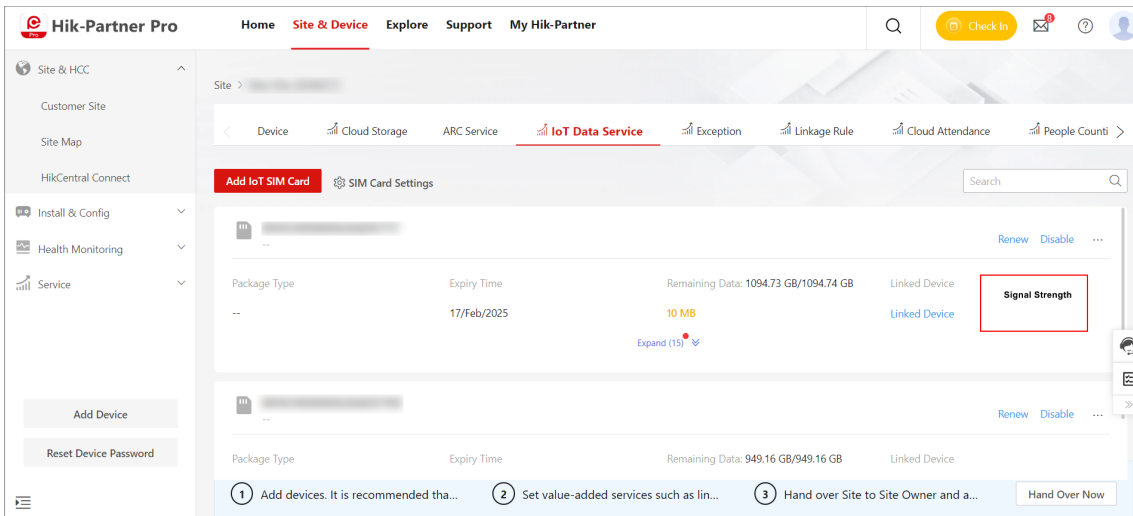 Hik-Partner Pro
Pro
Home Site & Device Explore Support My Hik-Partner Check In 8
Site & HCC
Customer Site
Site Map
HikCentral Connect
Install & Config
Health Monitoring
Service
Add Device
Reset Device Password
Site >
Device Cloud Storage ARC Service IoT Data Service Exception Linkage Rule Cloud Attendance People Counti
Add IoT SIM Card SIM Card Settings Search
--
Renew Disable ...
Package Type Expiry Time Remaining Data: 1094.73 GB/1094.74 GB Linked Device Signal Strength
-- 17/Feb/2025 10 MB Linked Device
Expand (15)
--
Renew Disable ...
Package Type Expiry Time Remaining Data: 949.16 GB/949.16 GB Linked Device
1 Add devices. It is recommended tha... 2 Set value-added services such as lin... 3 Hand over Site to Site Owner and a... Hand Over Now